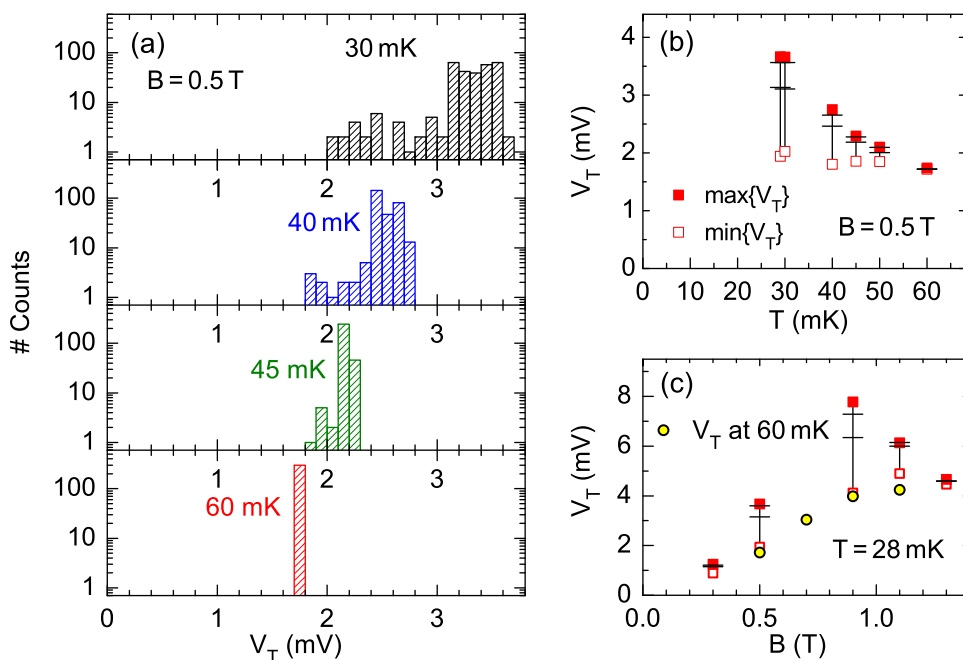 (a)
30 mK
B = 0.5 T
100
10
1
1 2 3
40 mK
100
10
1
1 2 3
45 mK
100
10
1
1 2 3
60 mK
100
10
1
0 1 2 3
# Counts
V_T (mV)
(b)
4
3
2
1
0
V_T (mV)
max{V_T}
min{V_T}
B = 0.5 T
0 10 20 30 40 50 60
T (mK)
(c)
8
6
4
2
0
V_T (mV)
V_T at 60 mK
T = 28 mK
0.0 0.5 1.0
B (T)